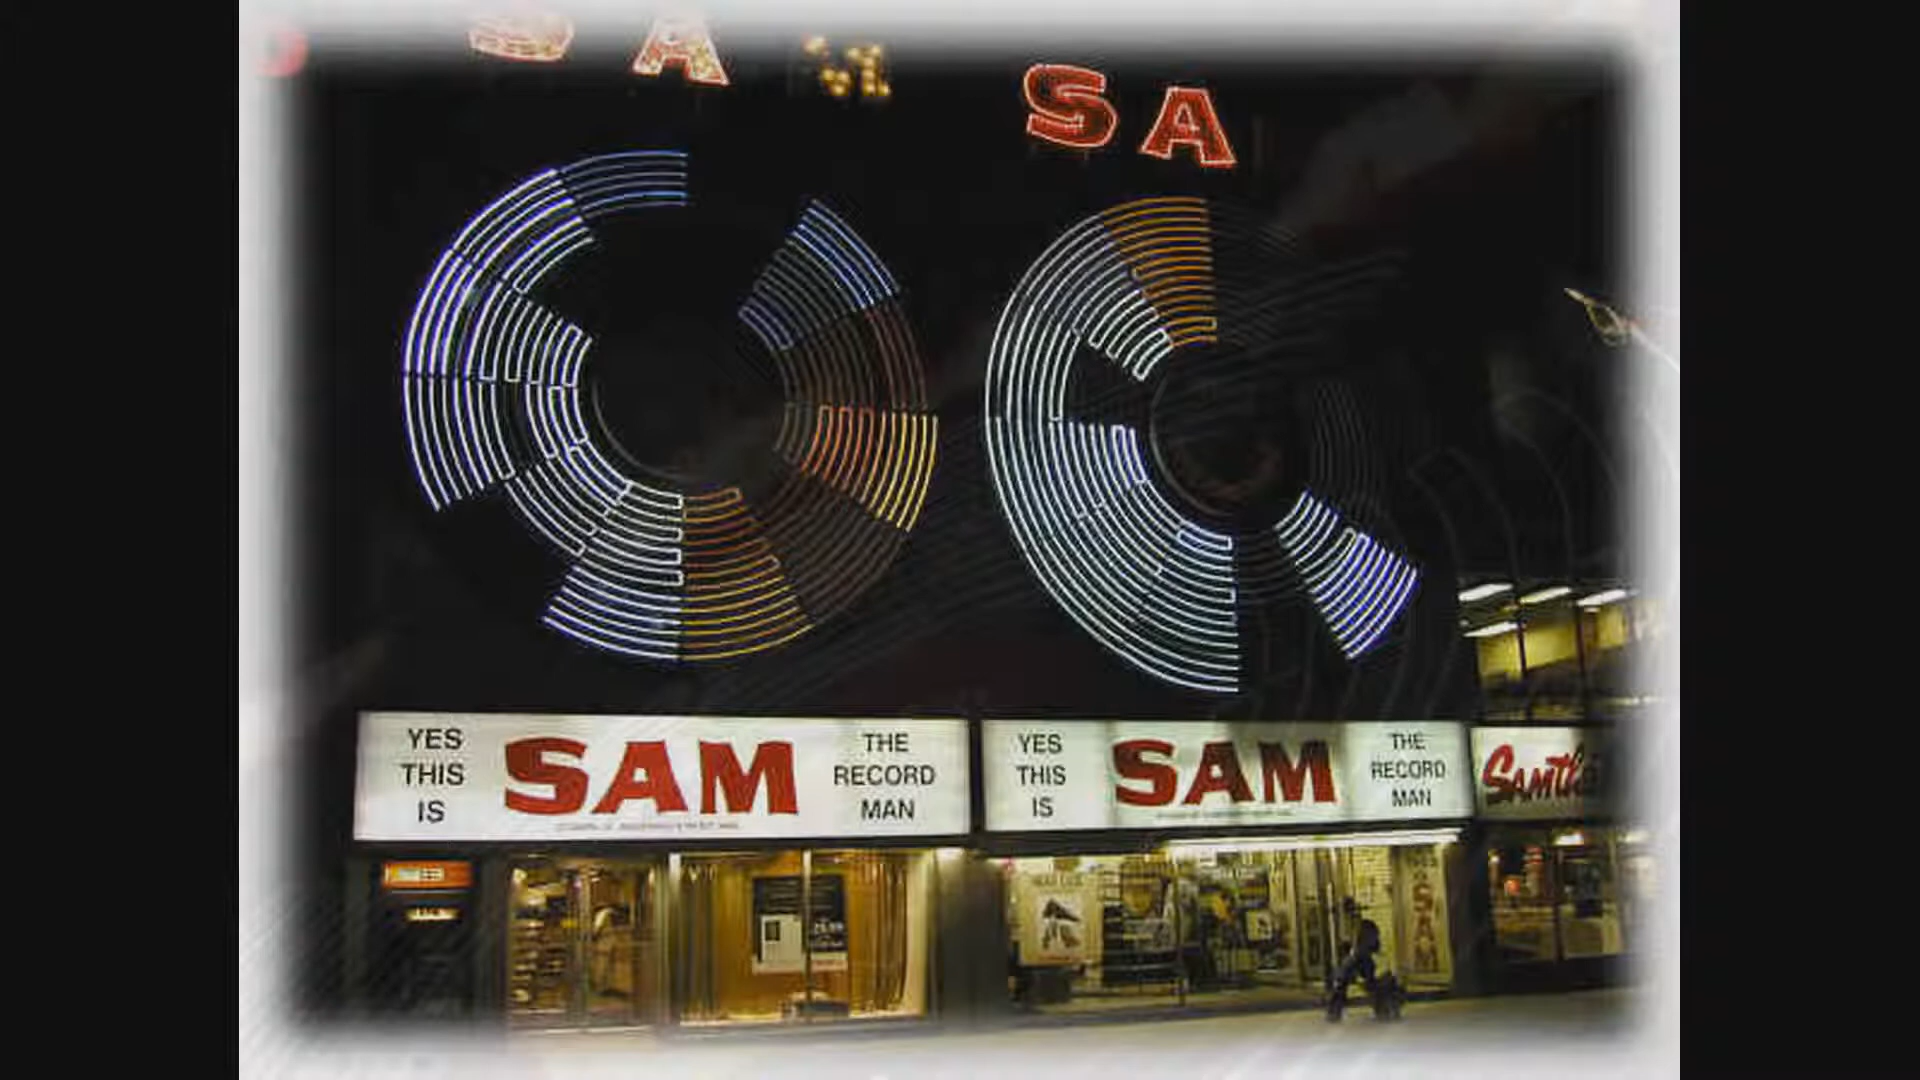 SA
SA
YES
THIS
IS
SAM
THE
RECORD
MAN
YES
THIS
IS
SAM
THE
RECORD
MAN
SAM